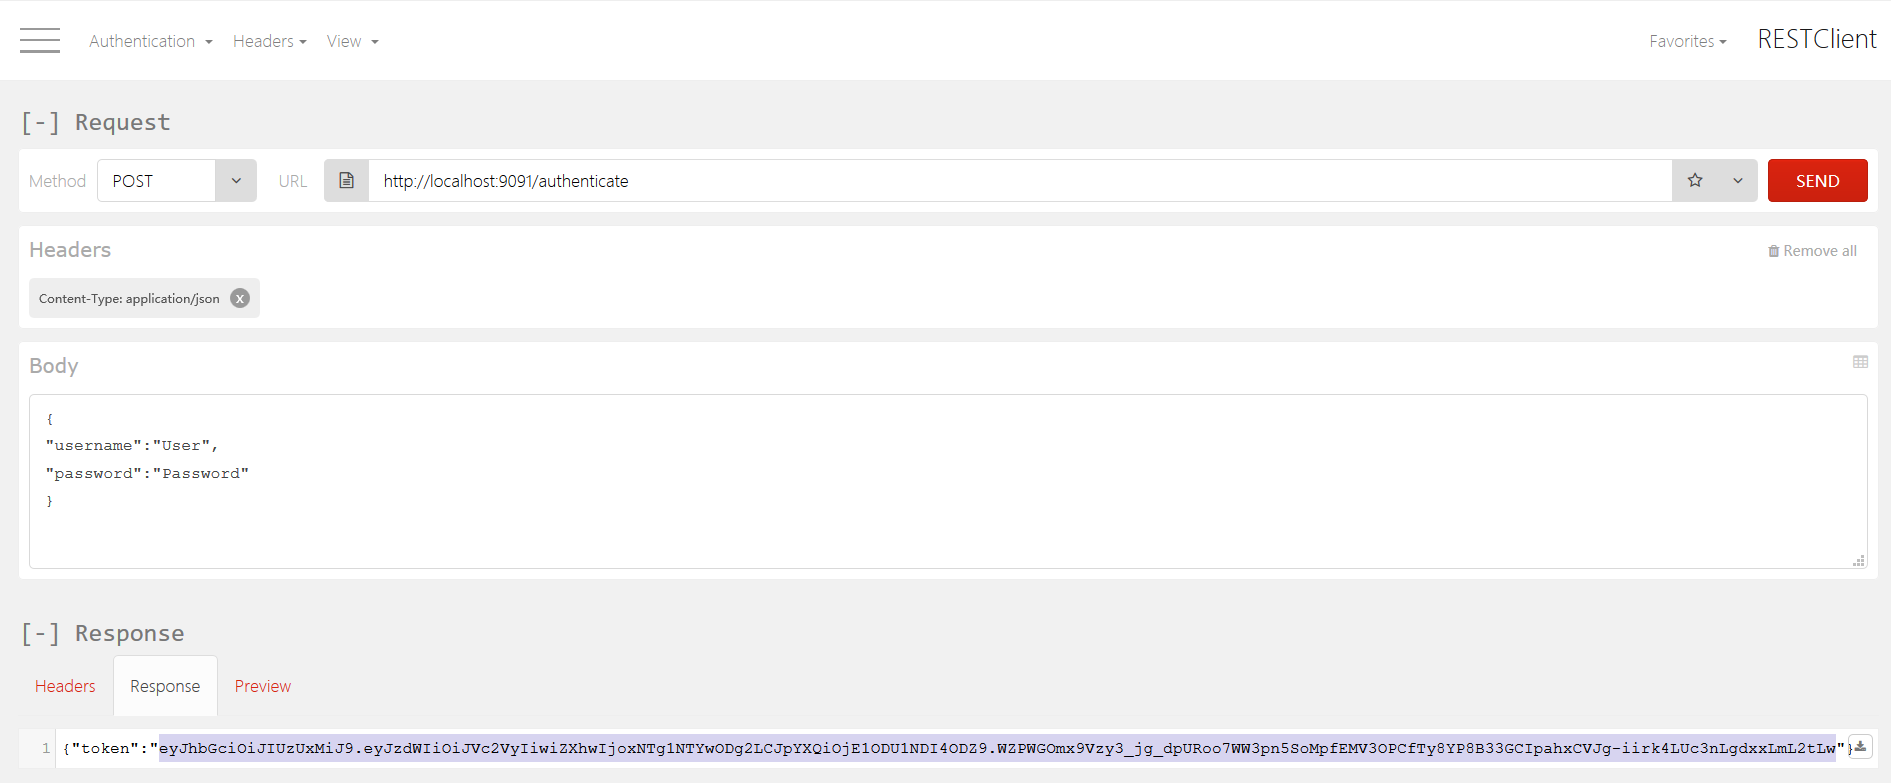 Authentication Headers View Favorites RESTClient
[-] Request
Method POST URL http://localhost:9091/authenticate SEND
Headers Remove all
Content-Type: application/json x
Body
{
"username":"User",
"password":"Password"
}
[-] Response
Headers Response Preview
1 {"token":"eyJhbGciOiJIUzUxMiJ9.eyJzdWIiOiJVc2VyIiwiZXhwIjoxNTg1NTYwODg2LCJpYXQiOjE1ODU1NDI4ODZ9.WZPWGOmx9Vzy3_jg_dpURoo7WW3pn5SoMpfEMV3OPCfTy8YP8B33GCIpahxCVJg-iirk4LUc3nLgdxxLmL2tLw"}